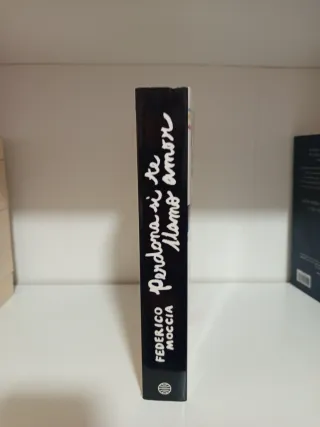 Perdona si te
llamo amor
FEDERICO
MOCCIA